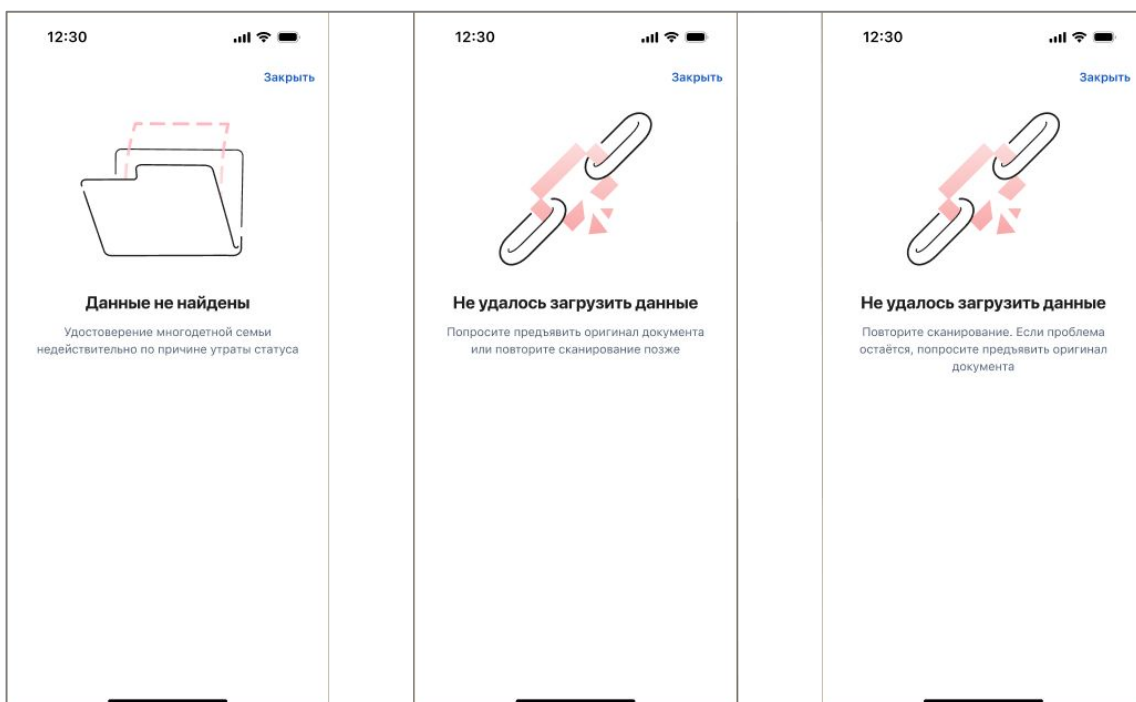 12:30
Закрыть
Данные не найдены
Удостоверение многодетной семьи
недействительно по причине утраты статуса
12:30
Закрыть
Не удалось загрузить данные
Попросите предъявить оригинал документа
или повторите сканирование позже
12:30
Закрыть
Не удалось загрузить данные
Повторите сканирование. Если проблема
остаётся, попросите предъявить оригинал
документа